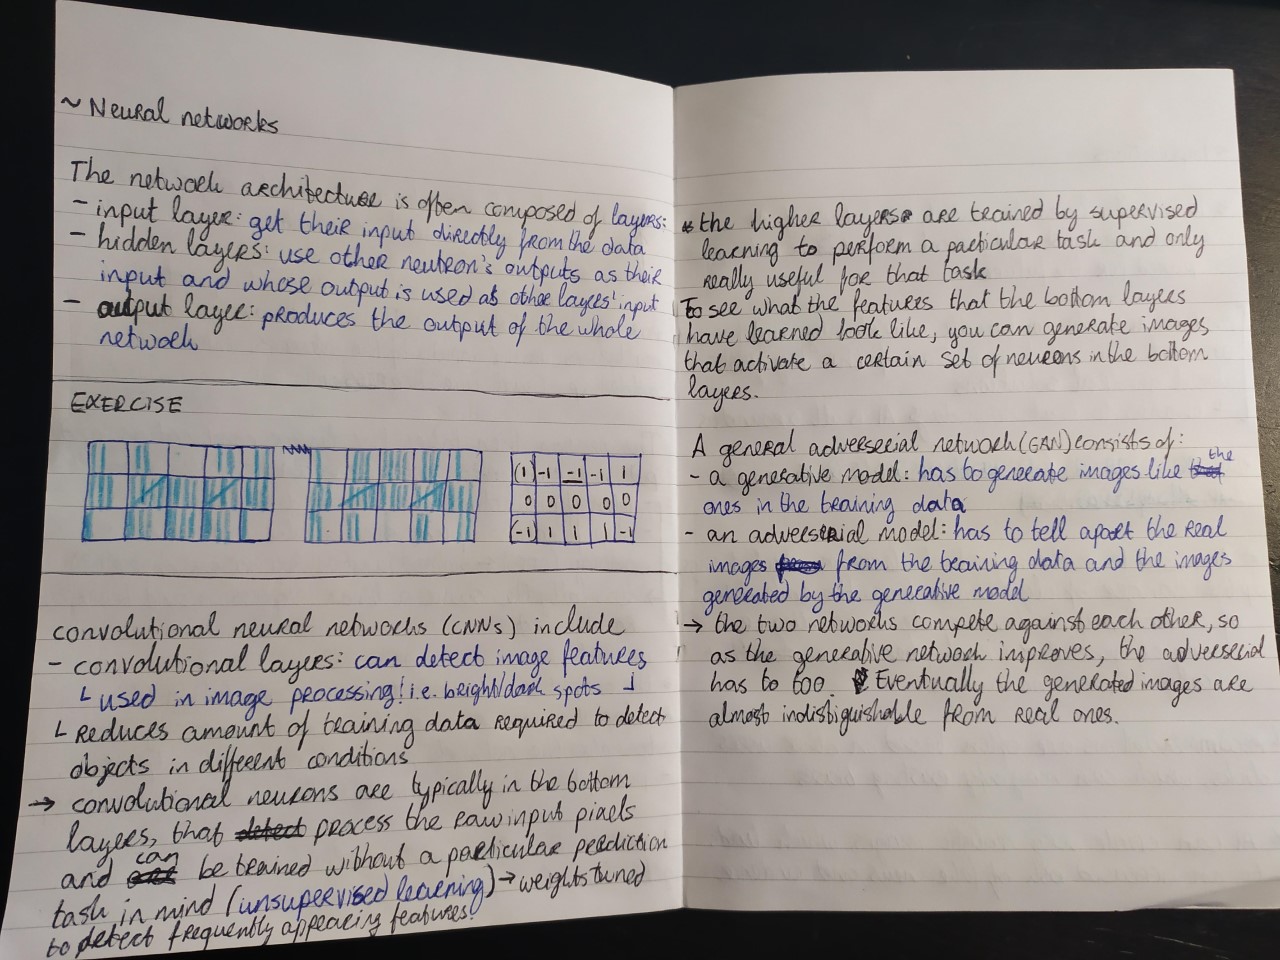 ~ Neural networks
The network architecture is often composed of layers:
- input layer: get their input directly from the data
- hidden layers: use other neutron's outputs as their
input and whose output is used as other layers' input
- output layer: produces the output of the whole
network
EXERCISE
(1) -1 -1 -1 1
0 0 0 0 0
(-1) 1 1 1 -1
convolutional neural networks (CNNs) include
- convolutional layers: can detect image features
└ used in image processing! i.e. bright/dark spots ┘
└ Reduces amount of training data required to detect
objects in different conditions
→ convolutional neurons are typically in the bottom
layers, that detect process the raw input pixels
and can be trained without a particular prediction
task in mind (unsupervised learning) → weights tuned
to detect frequently appearing features!
* the higher layers are trained by supervised
learning to perform a particular task and only
really useful for that task
To see what the features that the bottom layers
have learned look like, you can generate images
that activate a certain set of neurons in the bottom
layers.
A general adverserial network (GAN) consists of:
- a generative model: has to generate images like the
ones in the training data
- an adverserial model: has to tell apart the real
images from the training data and the images
generated by the generative model
→ the two networks compete against each other, so
as the generative network improves, the adverserial
has to too. Eventually the generated images are
almost indistiguishable from real ones.